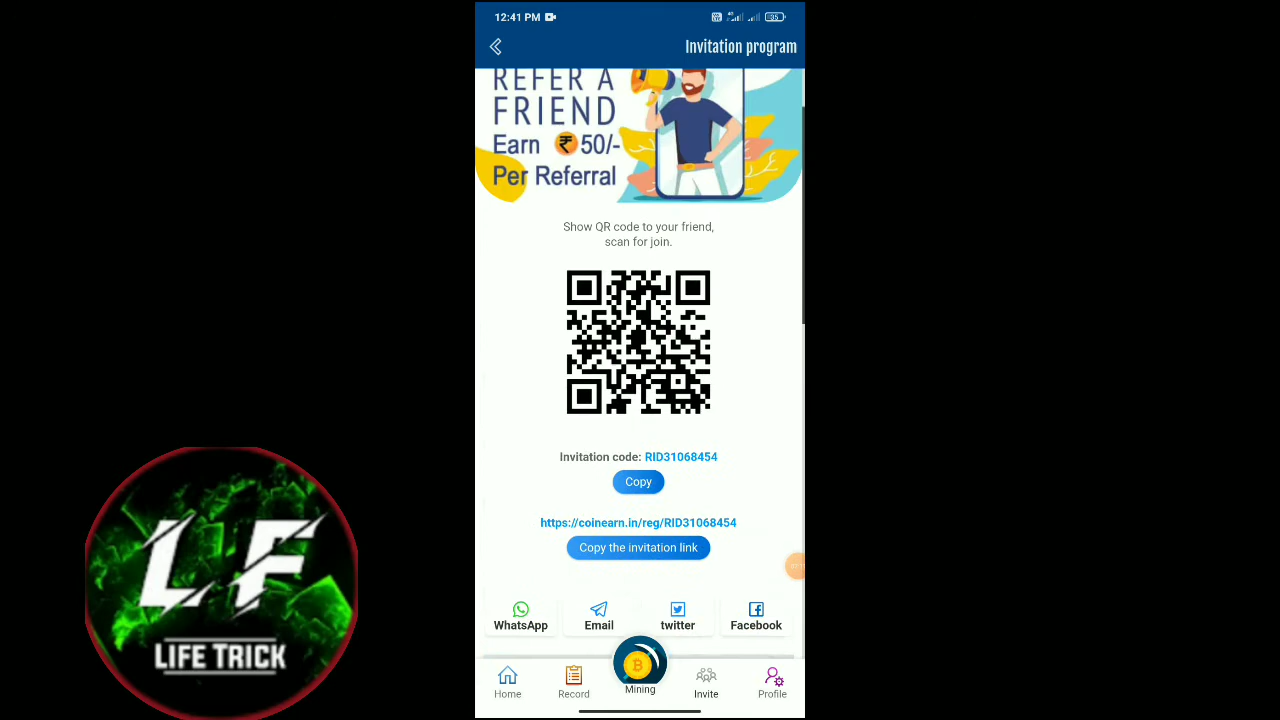 12:41 PM
4G
35
Invitation program
REFER A
FRIEND
Earn ₹ 50/-
Per Referral
Show QR code to your friend,
scan for join.
Invitation code: RID31068454
Copy
https://coinearn.in/reg/RID31068454
Copy the invitation link
WhatsApp
Email
twitter
Facebook
Home
Record
Mining
Invite
Profile
LF
LIFE TRICK